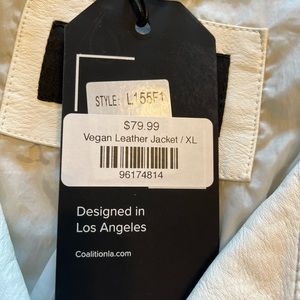 STYLE: L155F1
$79.99
Vegan Leather Jacket / XL
96174814
Designed in
Los Angeles
Coalitionla.com